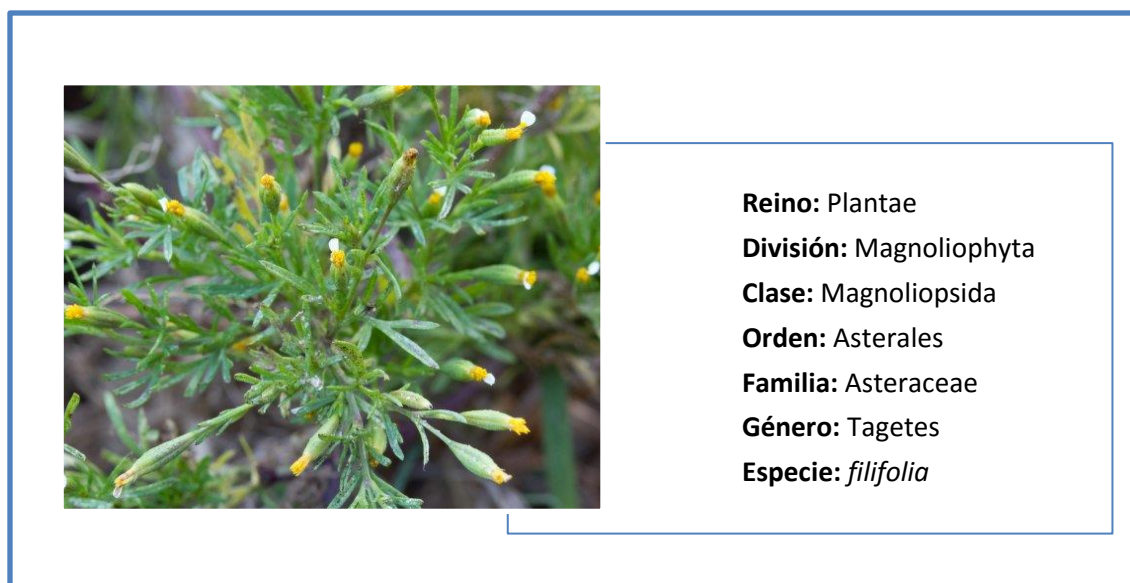 Reino: Plantae
División: Magnoliophyta
Clase: Magnoliopsida
Orden: Asterales
Familia: Asteraceae
Género: Tagetes
Especie: filifolia